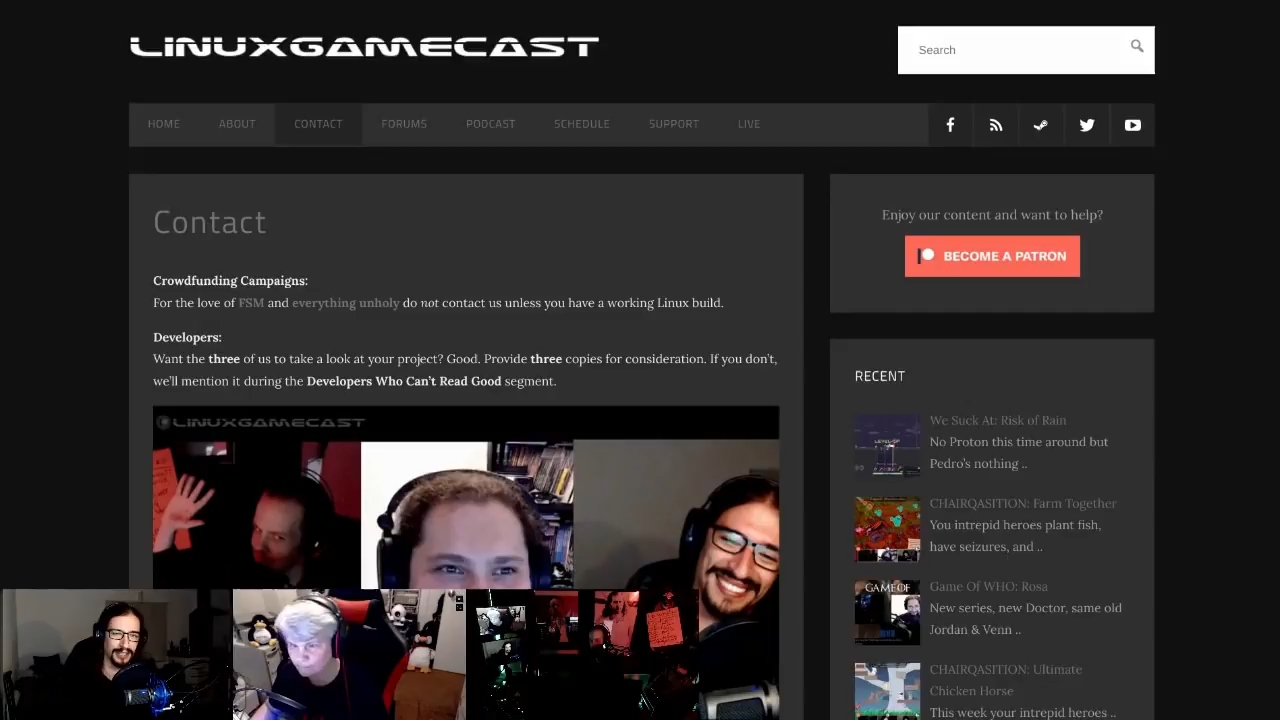 LINUXGAMECAST
Search
HOME
ABOUT
CONTACT
FORUMS
PODCAST
SCHEDULE
SUPPORT
LIVE
Contact
Crowdfunding Campaigns:
For the love of FSM and everything unholy do not contact us unless you have a working Linux build.
Developers:
Want the three of us to take a look at your project? Good. Provide three copies for consideration. If you don't,
we'll mention it during the Developers Who Can't Read Good segment.
LINUXGAMECAST
Enjoy our content and want to help?
BECOME A PATRON
RECENT
We Suck At: Risk of Rain
No Proton this time around but
Pedro's nothing ..
CHAIRQASITION: Farm Together
You intrepid heroes plant fish,
have seizures, and ..
GAME OF
Game Of WHO: Rosa
New series, new Doctor, same old
Jordan & Venn ..
CHAIRQASITION: Ultimate
Chicken Horse
This week your intrepid heroes ..